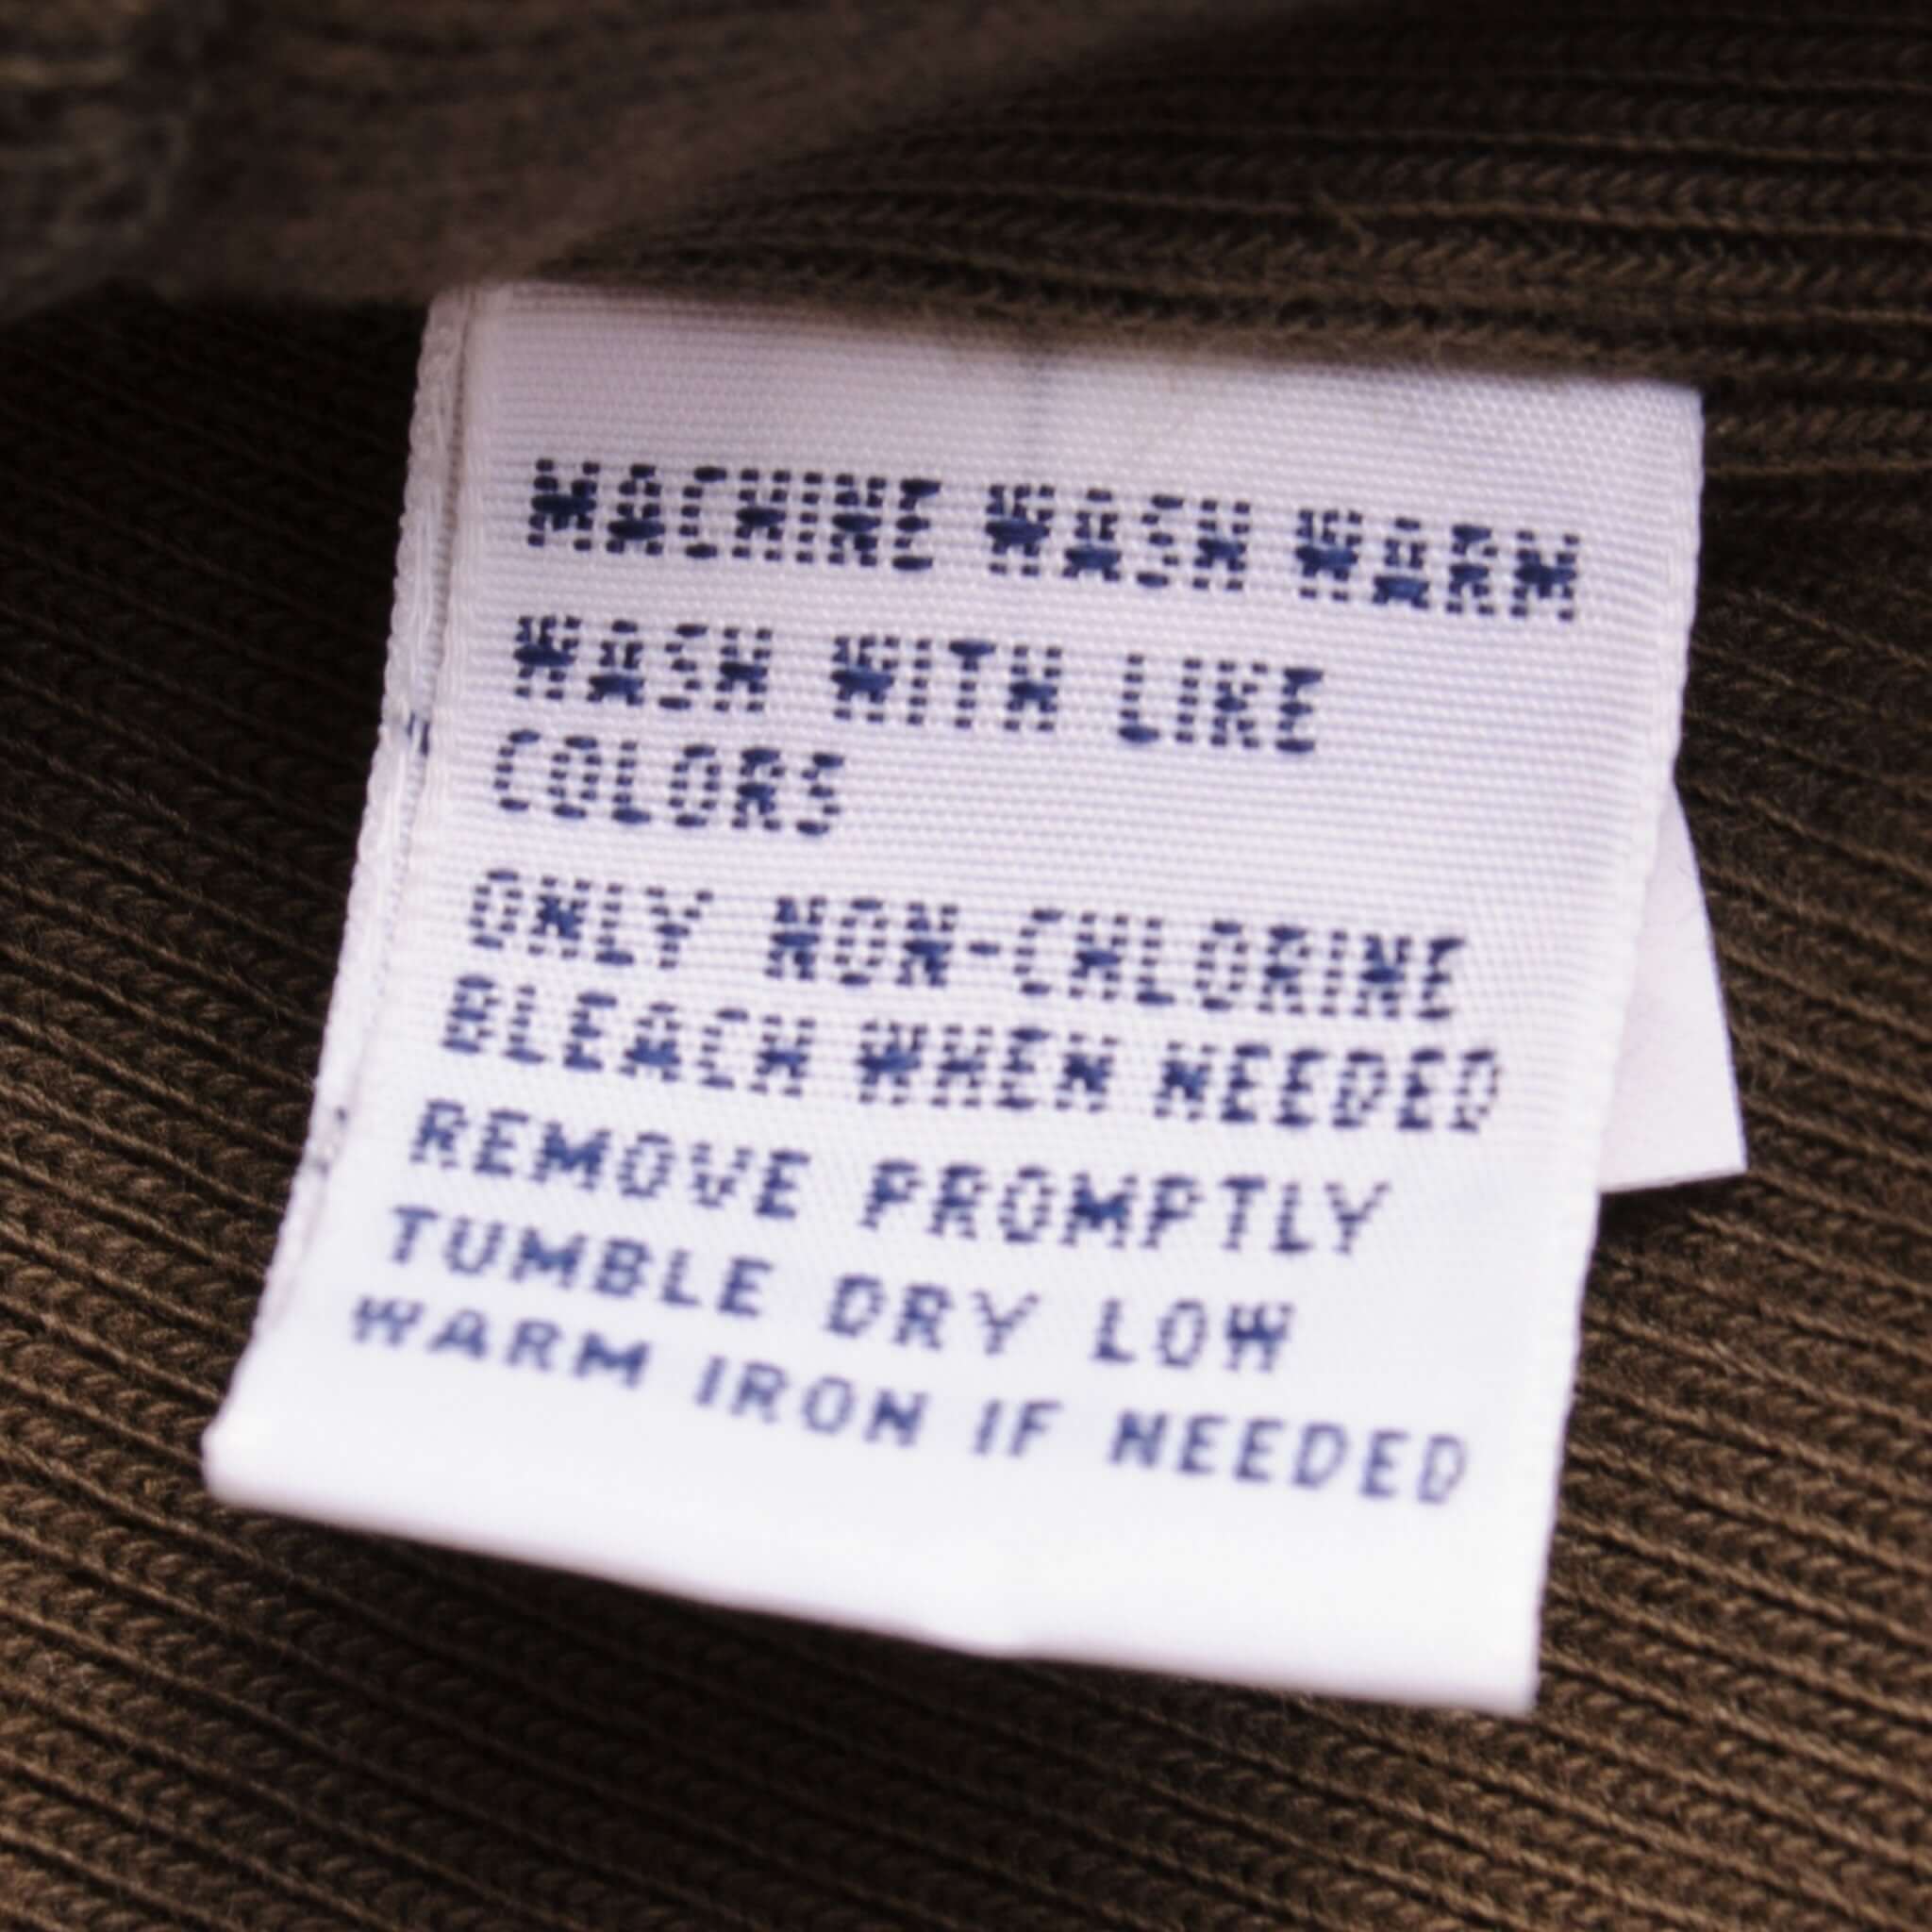 MACHINE WASH WARM
WASH WITH LIKE
COLORS
ONLY NON-CHLORINE
BLEACH WHEN NEEDED
REMOVE PROMPTLY
TUMBLE DRY LOW
WARM IRON IF NEEDED